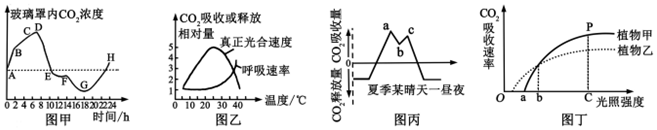 玻璃罩内CO₂浓度
C D
B
A
E
F
G
H
0 2 4 6 8 10 12 14 16 18 20 22 24
时间/h
图甲
CO₂吸收或释放
相对量
真正光合速度
呼吸速率
5
4
3
2
1
10 20 30 40
温度/℃
图乙
CO₂释放量 CO₂吸收量
0
a
b
c
夏季某晴天一昼夜
图丙
CO₂
吸收速率
P
植物甲
植物乙
O
a b C
光照强度
图丁